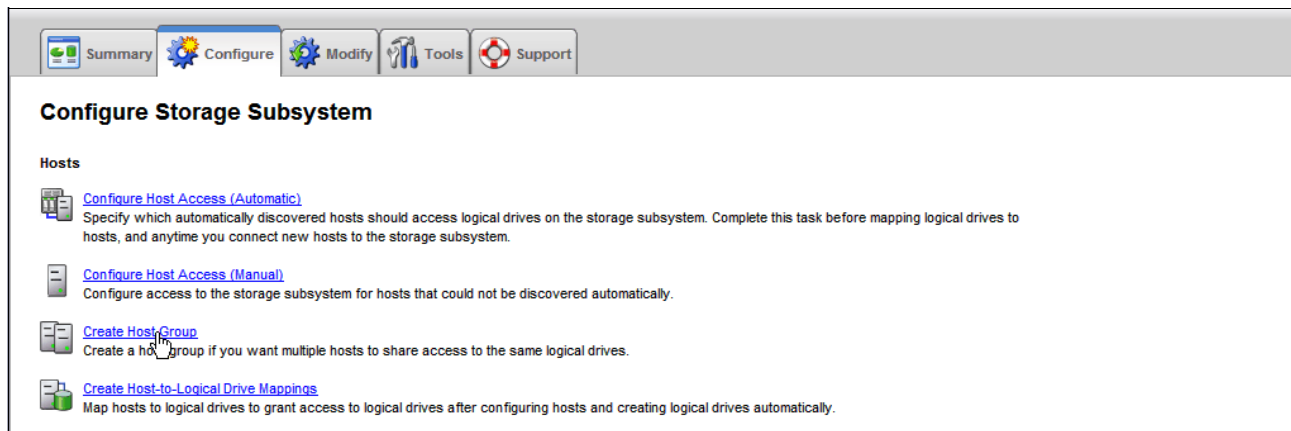 Summary Configure Modify Tools Support
Configure Storage Subsystem
Hosts
Configure Host Access (Automatic)
Specify which automatically discovered hosts should access logical drives on the storage subsystem. Complete this task before mapping logical drives to
hosts, and anytime you connect new hosts to the storage subsystem.
Configure Host Access (Manual)
Configure access to the storage subsystem for hosts that could not be discovered automatically.
Create Host Group
Create a host group if you want multiple hosts to share access to the same logical drives.
Create Host-to-Logical Drive Mappings
Map hosts to logical drives to grant access to logical drives after configuring hosts and creating logical drives automatically.